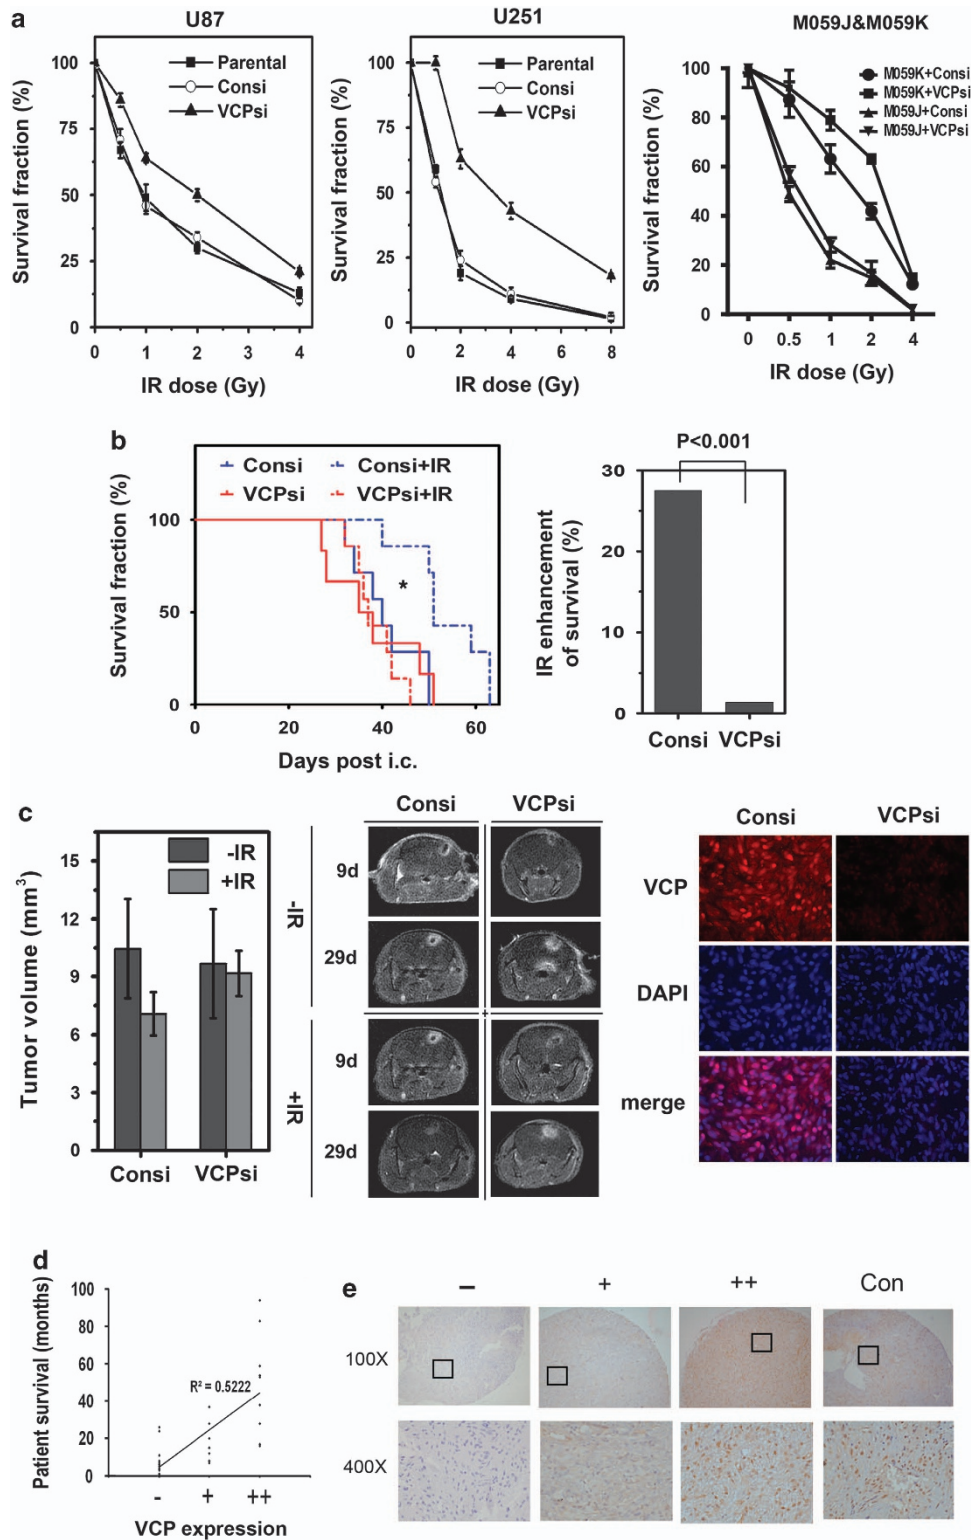 a
U87
U251
M059J&M059K
Survival fraction (%)
100
75
50
25
0
Parental
Consi
VCPsi
0 1 2 3 4
IR dose (Gy)
Survival fraction (%)
100
75
50
25
0
Parental
Consi
VCPsi
0 2 4 6 8
IR dose (Gy)
Survival fraction (%)
100
80
60
40
20
0
M059K+Consi
M059K+VCPsi
M059J+Consi
M059J+VCPsi
0 0.5 1 2 4
IR dose (Gy)
b
Survival fraction (%)
100
50
0
Consi Consi+IR
VCPsi VCPsi+IR
*
0 20 40 60
Days post i.c.
P<0.001
IR enhancement
of survival (%)
30
20
10
0
Consi VCPsi
c
Tumor volume (mm3)
15
12
9
6
3
0
-IR
+IR
Consi VCPsi
Consi VCPsi
-IR
9d
29d
+IR
9d
29d
Consi VCPsi
VCP
DAPI
merge
d
Patient survival (months)
100
80
60
40
20
0
R² = 0.5222
- + ++
VCP expression
e
– + ++ Con
100X
400X